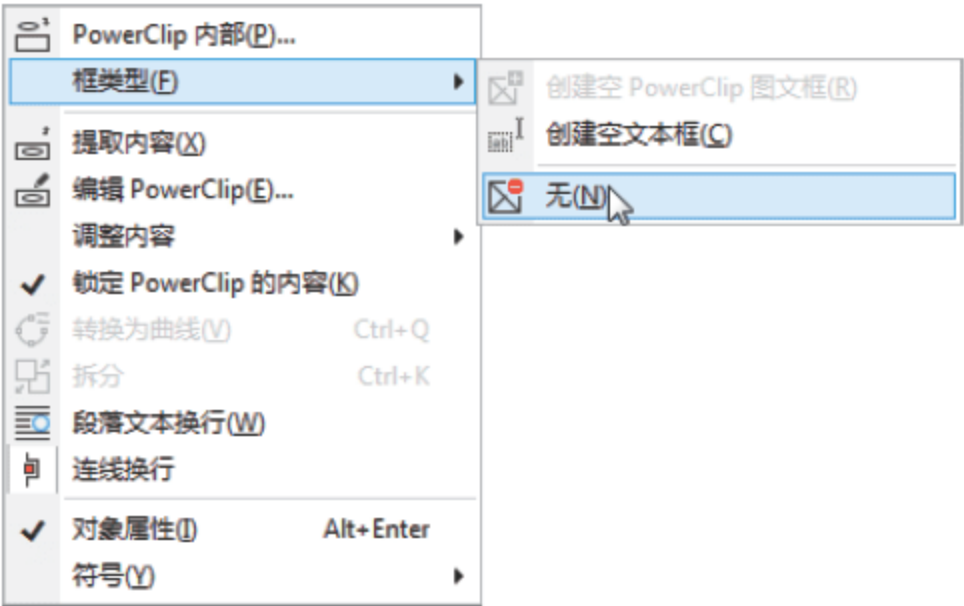 PowerClip 内部(P)...
框类型(F)
提取内容(X)
编辑 PowerClip(E)...
调整内容
锁定 PowerClip 的内容(K)
转换为曲线(V) Ctrl+Q
拆分 Ctrl+K
段落文本换行(W)
连线换行
对象属性(I) Alt+Enter
符号(Y)
创建空 PowerClip 图文框(R)
创建空文本框(C)
无(N)